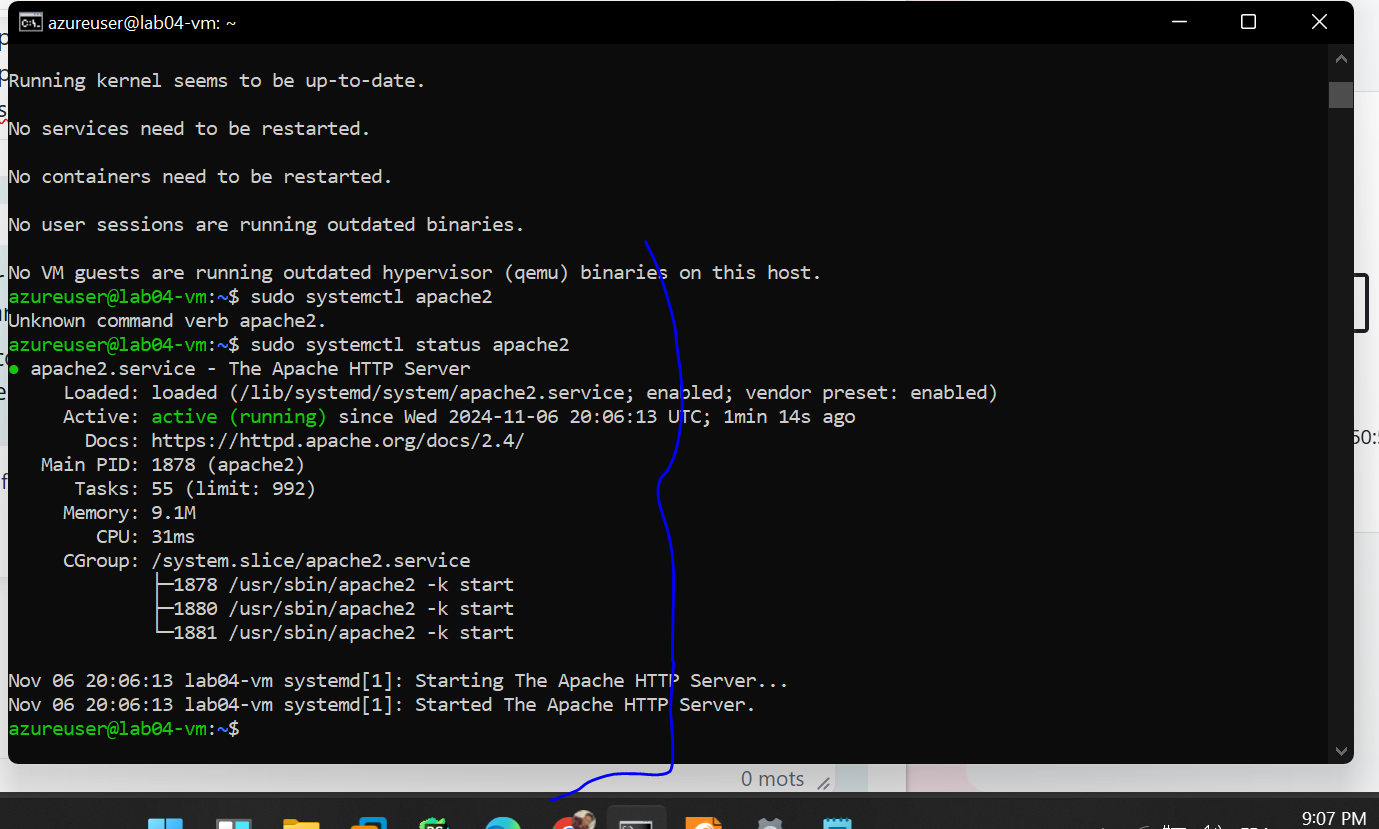 azureuser@lab04-vm: ~
Running kernel seems to be up-to-date.
No services need to be restarted.
No containers need to be restarted.
No user sessions are running outdated binaries.
No VM guests are running outdated hypervisor (qemu) binaries on this host.
azureuser@lab04-vm:~$ sudo systemctl apache2
Unknown command verb apache2.
azureuser@lab04-vm:~$ sudo systemctl status apache2
● apache2.service - The Apache HTTP Server
Loaded: loaded (/lib/systemd/system/apache2.service; enabled; vendor preset: enabled)
Active: active (running) since Wed 2024-11-06 20:06:13 UTC; 1min 14s ago
Docs: https://httpd.apache.org/docs/2.4/
Main PID: 1878 (apache2)
Tasks: 55 (limit: 992)
Memory: 9.1M
CPU: 31ms
CGroup: /system.slice/apache2.service
├─1878 /usr/sbin/apache2 -k start
├─1880 /usr/sbin/apache2 -k start
└─1881 /usr/sbin/apache2 -k start
Nov 06 20:06:13 lab04-vm systemd[1]: Starting The Apache HTTP Server...
Nov 06 20:06:13 lab04-vm systemd[1]: Started The Apache HTTP Server.
azureuser@lab04-vm:~$
0 mots
9:07 PM